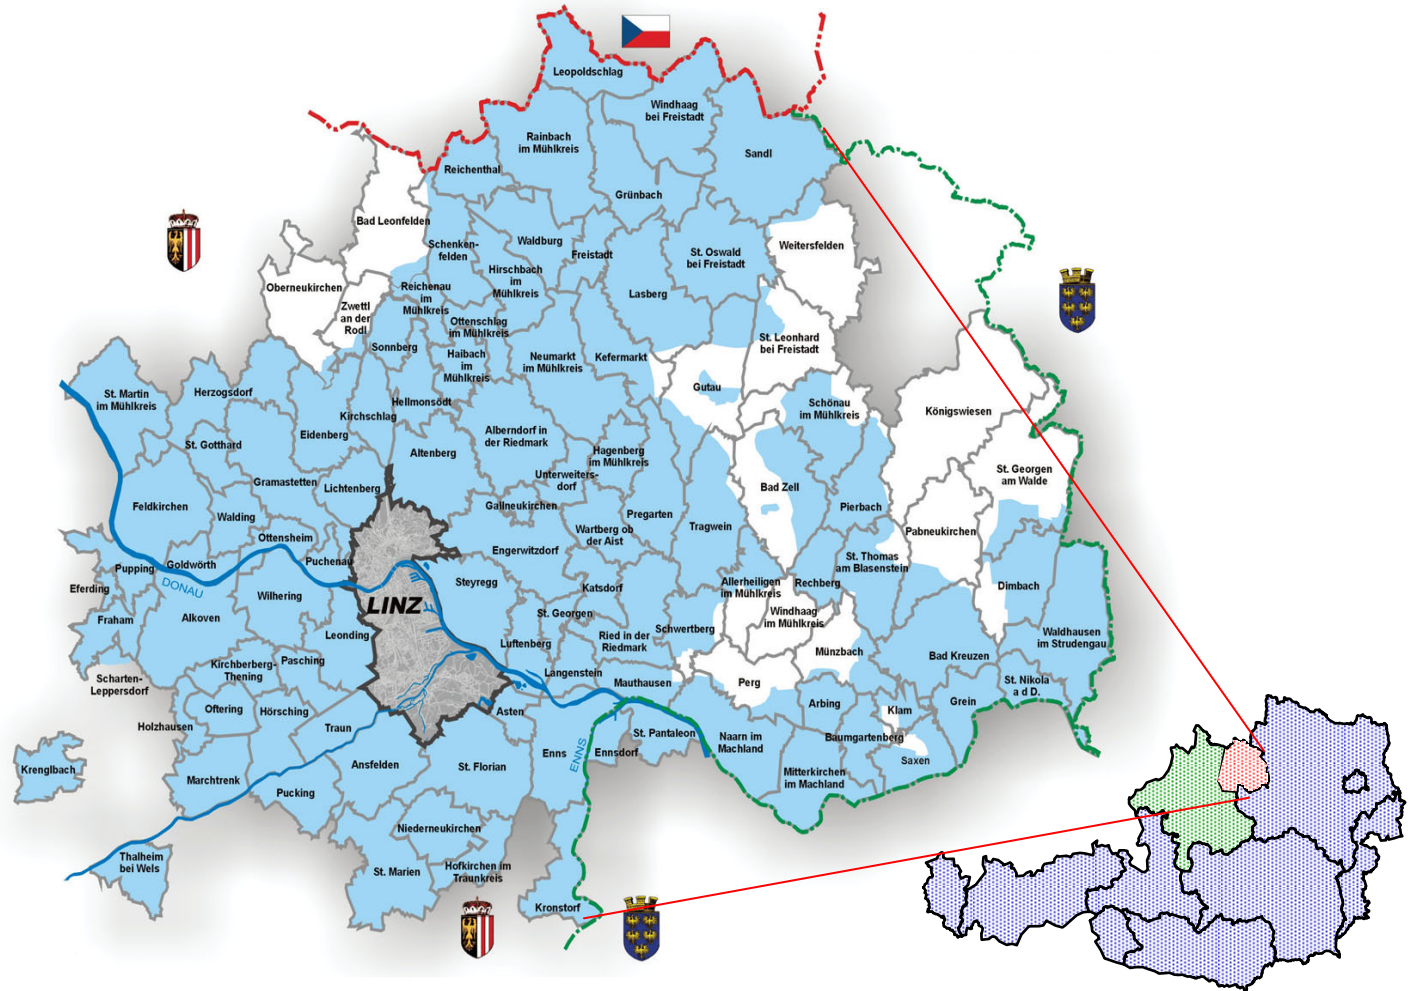 Leopoldschlag
Windhaag
bei Freistadt
Rainbach
im Mühlkreis
Sandl
Reichenthal
Grünbach
Bad Leonfelden
Schenken-
felden
Waldburg
Freistadt
St. Oswald
bei Freistadt
Weitersfelden
Hirschbach
im
Mühlkreis
Oberneukirchen
Reichenau
im
Mühlkreis
Lasberg
Zwettl
an der
Rodl
Ottenschlag
im Mühlkreis
St. Leonhard
bei Freistadt
Sonnberg
Haibach
im
Mühlkreis
Neumarkt
im Mühlkreis
Kefermarkt
Gutau
St. Martin
im Mühlkreis
Herzogsdorf
Hellmonsödt
Schönau
im Mühlkreis
Königswiesen
Kirchschlag
Eidenberg
Alberndorf in
der Riedmark
St. Gotthard
Altenberg
Hagenberg
im Mühlkreis
St. Georgen
am Walde
Unterweiters-
dorf
Gramastetten
Lichtenberg
Bad Zell
Feldkirchen
Gallneukirchen
Pierbach
Walding
Pregarten
Tragwein
Wartberg ob
der Aist
Pabneukirchen
Ottensheim
Engerwitzdorf
Puchenau
Goldwörth
Pupping
St. Thomas
am Blasenstein
Eferding
DONAU
Steyregg
Allerheiligen
im Mühlkreis
Rechberg
Dimbach
Katsdorf
Wilhering
LINZ
Fraham
Alkoven
St. Georgen
Windhaag
im Mühlkreis
Leonding
Schwertberg
Waldhausen
im Strudengau
Luftenberg
Ried in der
Riedmark
Münzbach
Bad Kreuzen
Pasching
Kirchberg-
Thening
Scharten-
Leppersdorf
Langenstein
Mauthausen
Perg
St. Nikola
a d D.
Oftering
Hörsching
Asten
Arbing
Klam
Grein
Holzhausen
Traun
St. Pantaleon
Naarn im
Machland
Baumgartenberg
Enns
Ennsdorf
ENNS
Saxen
Krenglbach
Marchtrenk
Ansfelden
St. Florian
Mitterkirchen
im Machland
Pucking
Niederneukirchen
Thalheim
bei Wels
St. Marien
Hofkirchen im
Traunkreis
Kronstorf